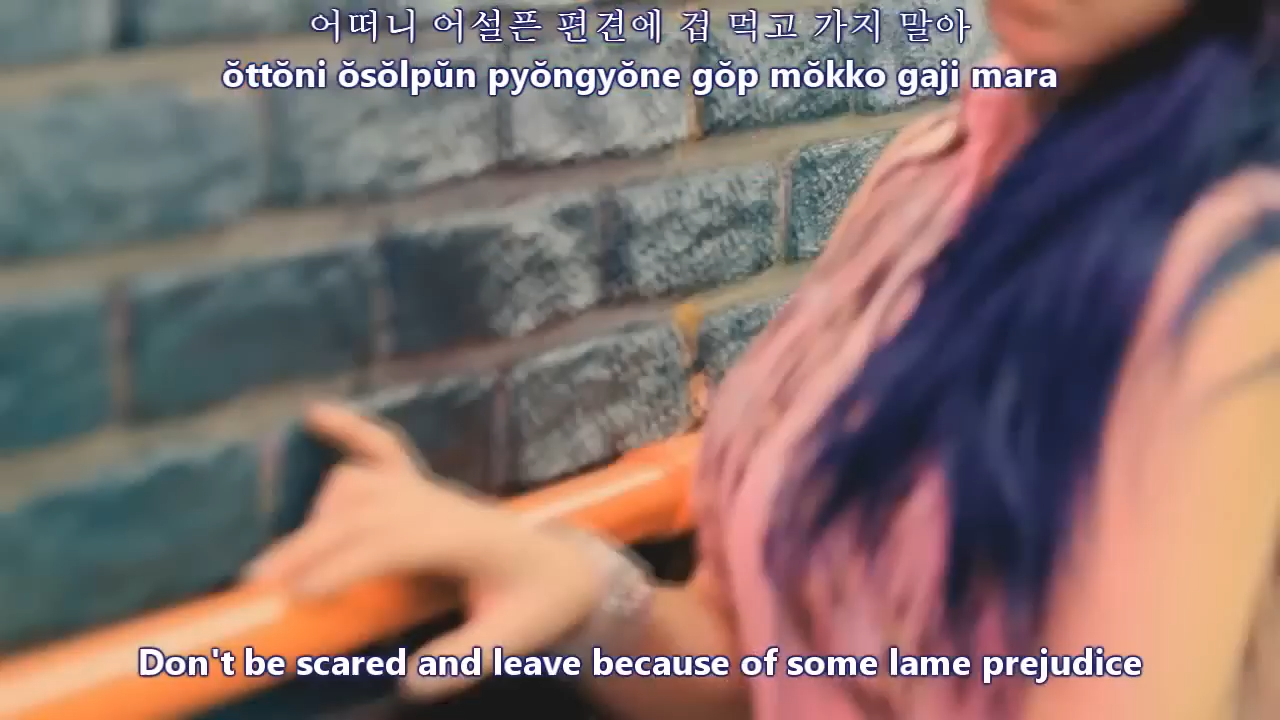 어떠니 어설픈 편견에 겁 먹고 가지 말아
ŏttŏni ŏsŏlpŭn pyŏngyŏne gŏp mŏkko gaji mara
Don't be scared and leave because of some lame prejudice